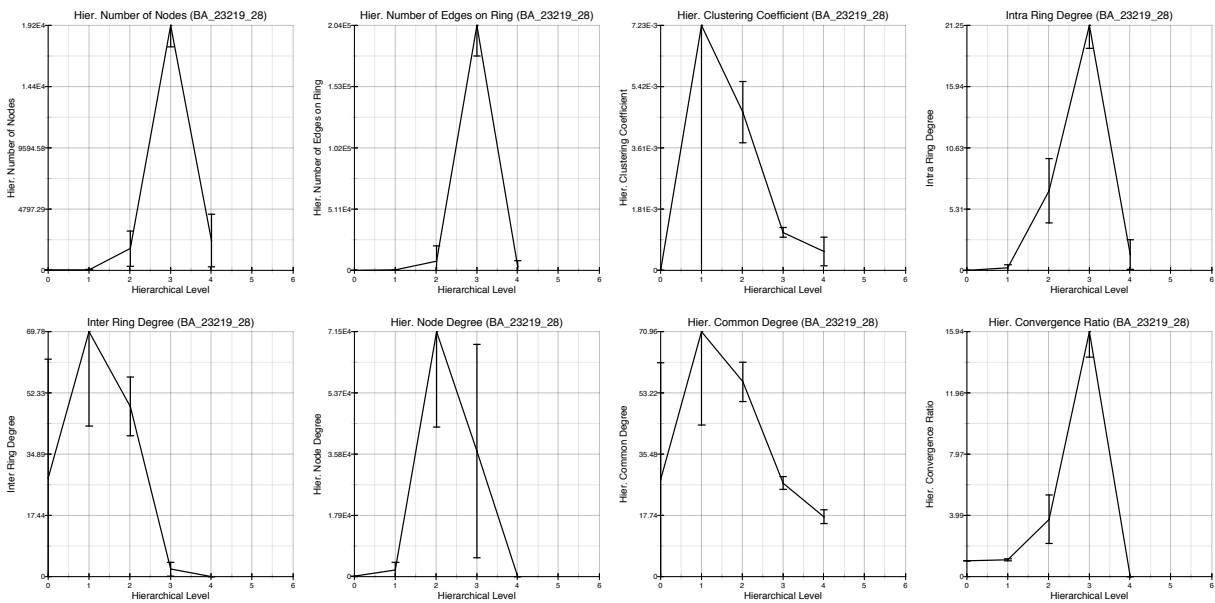 Hier. Number of Nodes (BA_23219_28)
Hier. Number of Nodes
1.92E4
1.44E4
9594.58
4797.29
0
0 1 2 3 4 5 6
Hierarchical Level
Hier. Number of Edges on Ring (BA_23219_28)
Hier. Number of Edges on Ring
2.04E5
1.53E5
1.02E5
5.11E4
0
0 1 2 3 4 5 6
Hierarchical Level
Hier. Clustering Coefficient (BA_23219_28)
Hier. Clustering Coefficient
7.23E-3
5.42E-3
3.61E-3
1.81E-3
0
0 1 2 3 4 5 6
Hierarchical Level
Intra Ring Degree (BA_23219_28)
Intra Ring Degree
21.25
15.94
10.63
5.31
0
0 1 2 3 4 5 6
Hierarchical Level
Inter Ring Degree (BA_23219_28)
Inter Ring Degree
69.78
52.33
34.89
17.44
0
0 1 2 3 4 5 6
Hierarchical Level
Hier. Node Degree (BA_23219_28)
Hier. Node Degree
7.15E4
5.37E4
3.58E4
1.79E4
0
0 1 2 3 4 5 6
Hierarchical Level
Hier. Common Degree (BA_23219_28)
Hier. Common Degree
70.96
53.22
35.48
17.74
0
0 1 2 3 4 5 6
Hierarchical Level
Hier. Convergence Ratio (BA_23219_28)
Hier. Convergence Ratio
15.94
11.96
7.97
3.99
0
0 1 2 3 4 5 6
Hierarchical Level